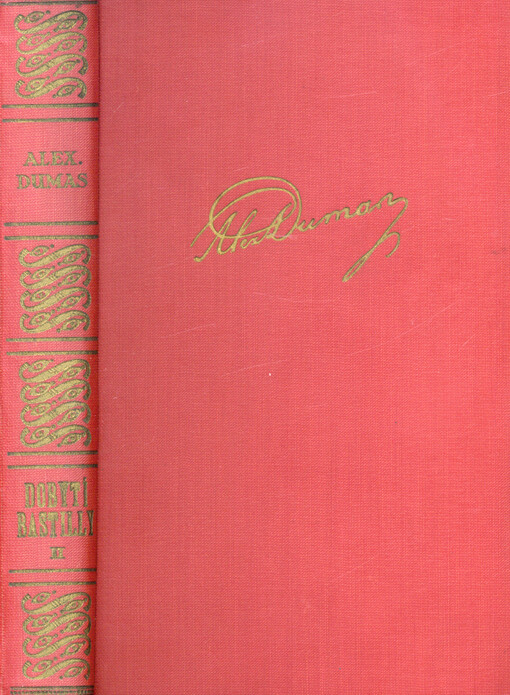 ALEX.
DUMAS
DOBYTÍ
BASTILLY
II
Alex Dumas